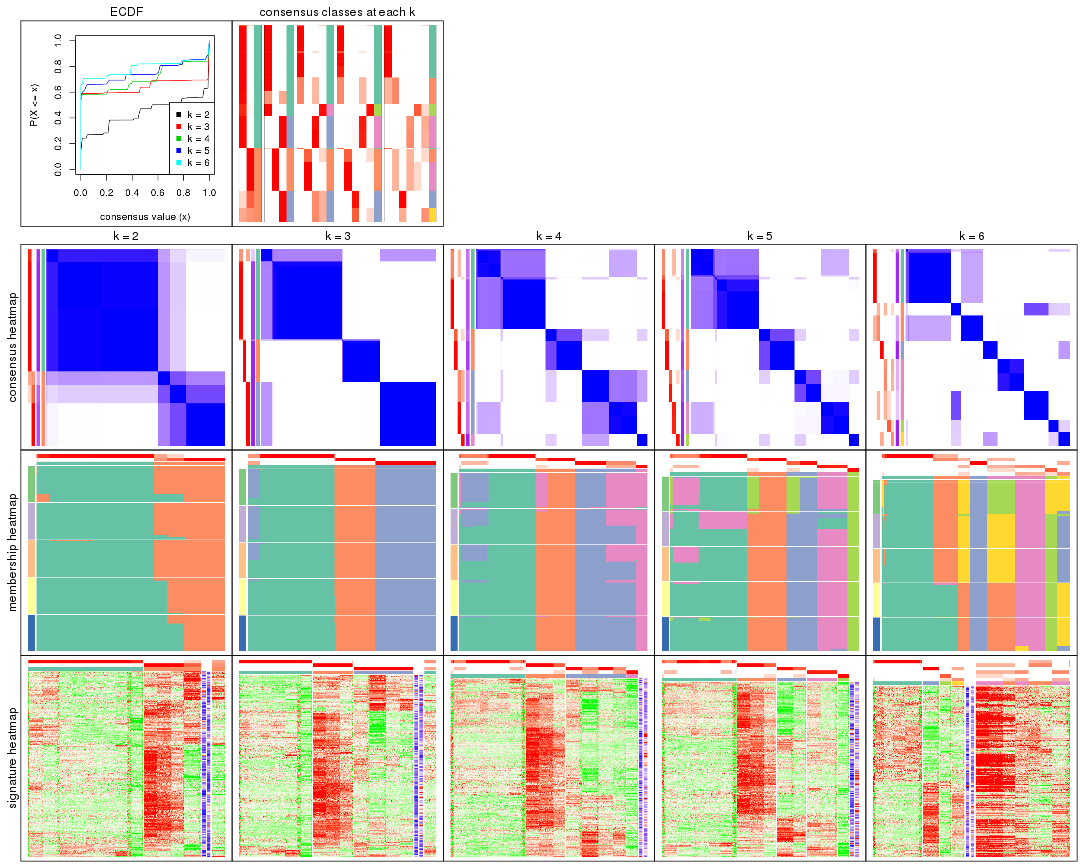 ECDF
consensus classes at each k
P(X <= x)
0.0 0.2 0.4 0.6 0.8 1.0
k = 2
k = 3
k = 4
k = 5
k = 6
0.0 0.2 0.4 0.6 0.8 1.0
consensus value (x)
k = 2
k = 3
k = 4
k = 5
k = 6
consensus heatmap
membership heatmap
signature heatmap